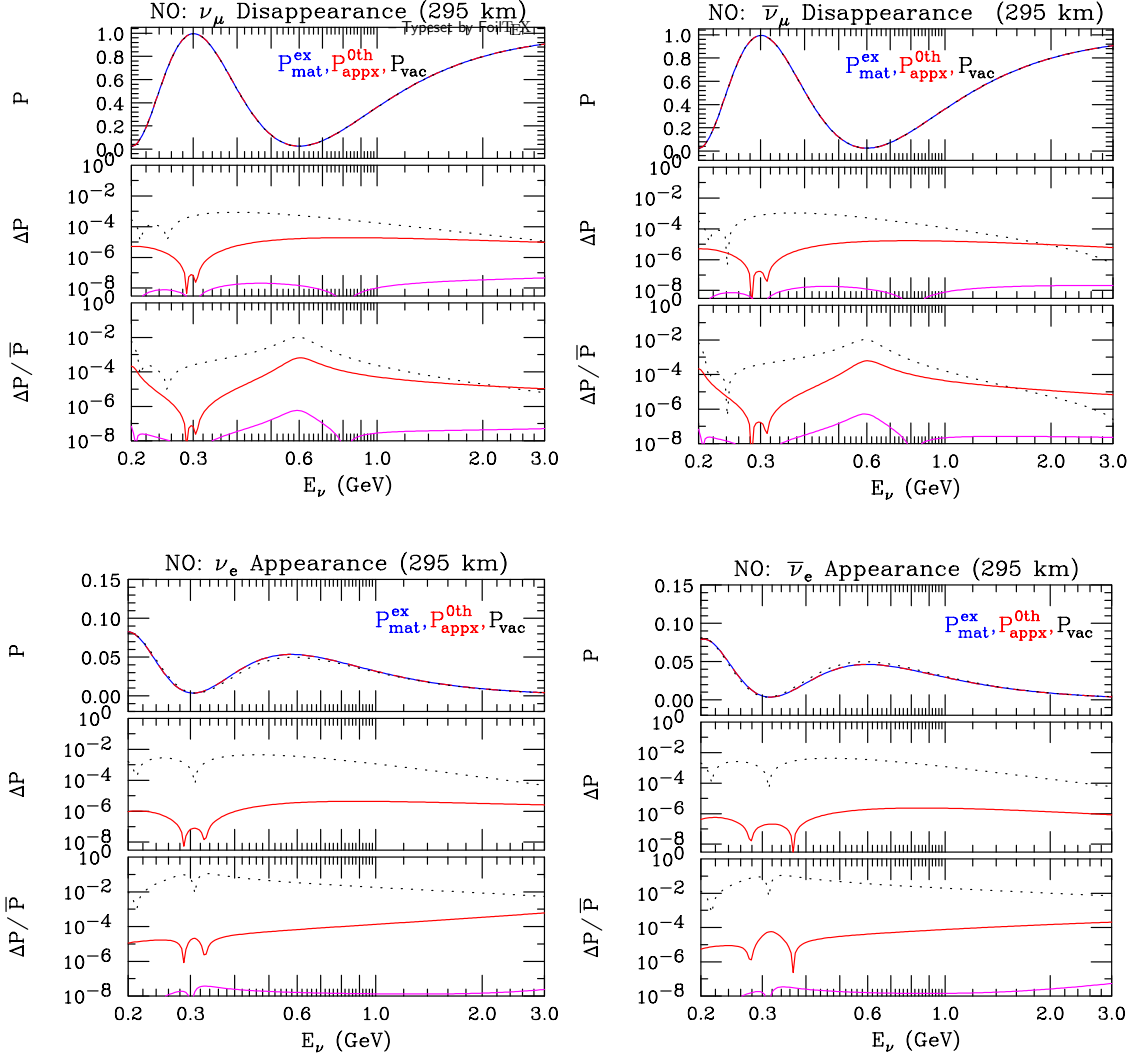 NO: ν_μ Disappearance (295 km)
Typeset by FoilTEX
P
1.0
0.8
0.6
0.4
0.2
0.0
P^ex_mat, P^0th_appx, P_vac
ΔP
10^0
10^-2
10^-4
10^-6
10^-8
ΔP/P̅
10^0
10^-2
10^-4
10^-6
10^-8
0.2 0.3 0.6 1.0 2.0 3.0
E_ν (GeV)
NO: ν̅_μ Disappearance (295 km)
P
1.0
0.8
0.6
0.4
0.2
0.0
P^ex_mat, P^0th_appx, P_vac
ΔP
10^0
10^-2
10^-4
10^-6
10^-8
ΔP/P̅
10^0
10^-2
10^-4
10^-6
10^-8
0.2 0.3 0.6 1.0 2.0 3.0
E_ν (GeV)
NO: ν_e Appearance (295 km)
P
0.15
0.10
0.05
0.00
P^ex_mat, P^0th_appx, P_vac
ΔP
10^0
10^-2
10^-4
10^-6
10^-8
ΔP/P̅
10^0
10^-2
10^-4
10^-6
10^-8
0.2 0.3 0.6 1.0 2.0 3.0
E_ν (GeV)
NO: ν̅_e Appearance (295 km)
P
0.15
0.10
0.05
0.00
P^ex_mat, P^0th_appx, P_vac
ΔP
10^0
10^-2
10^-4
10^-6
10^-8
ΔP/P̅
10^0
10^-2
10^-4
10^-6
10^-8
0.2 0.3 0.6 1.0 2.0 3.0
E_ν (GeV)